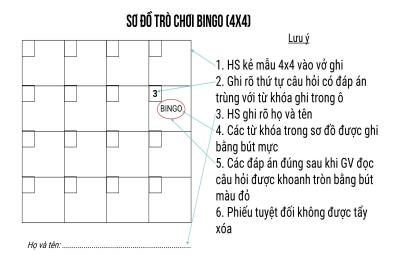 SƠ ĐỒ TRÒ CHƠI BINGO (4X4)
Lưu ý
1. HS kẻ mẫu 4x4 vào vở ghi
2. Ghi rõ thứ tự câu hỏi có đáp án
trùng với từ khóa ghi trong ô
3. HS ghi rõ họ và tên
4. Các từ khóa trong sơ đồ được ghi
bằng bút mực
5. Các đáp án đúng sau khi GV đọc
câu hỏi được khoanh tròn bằng bút
màu đỏ
6. Phiếu tuyệt đối không được tẩy
xóa
3
BINGO
Họ và tên: ......................................................